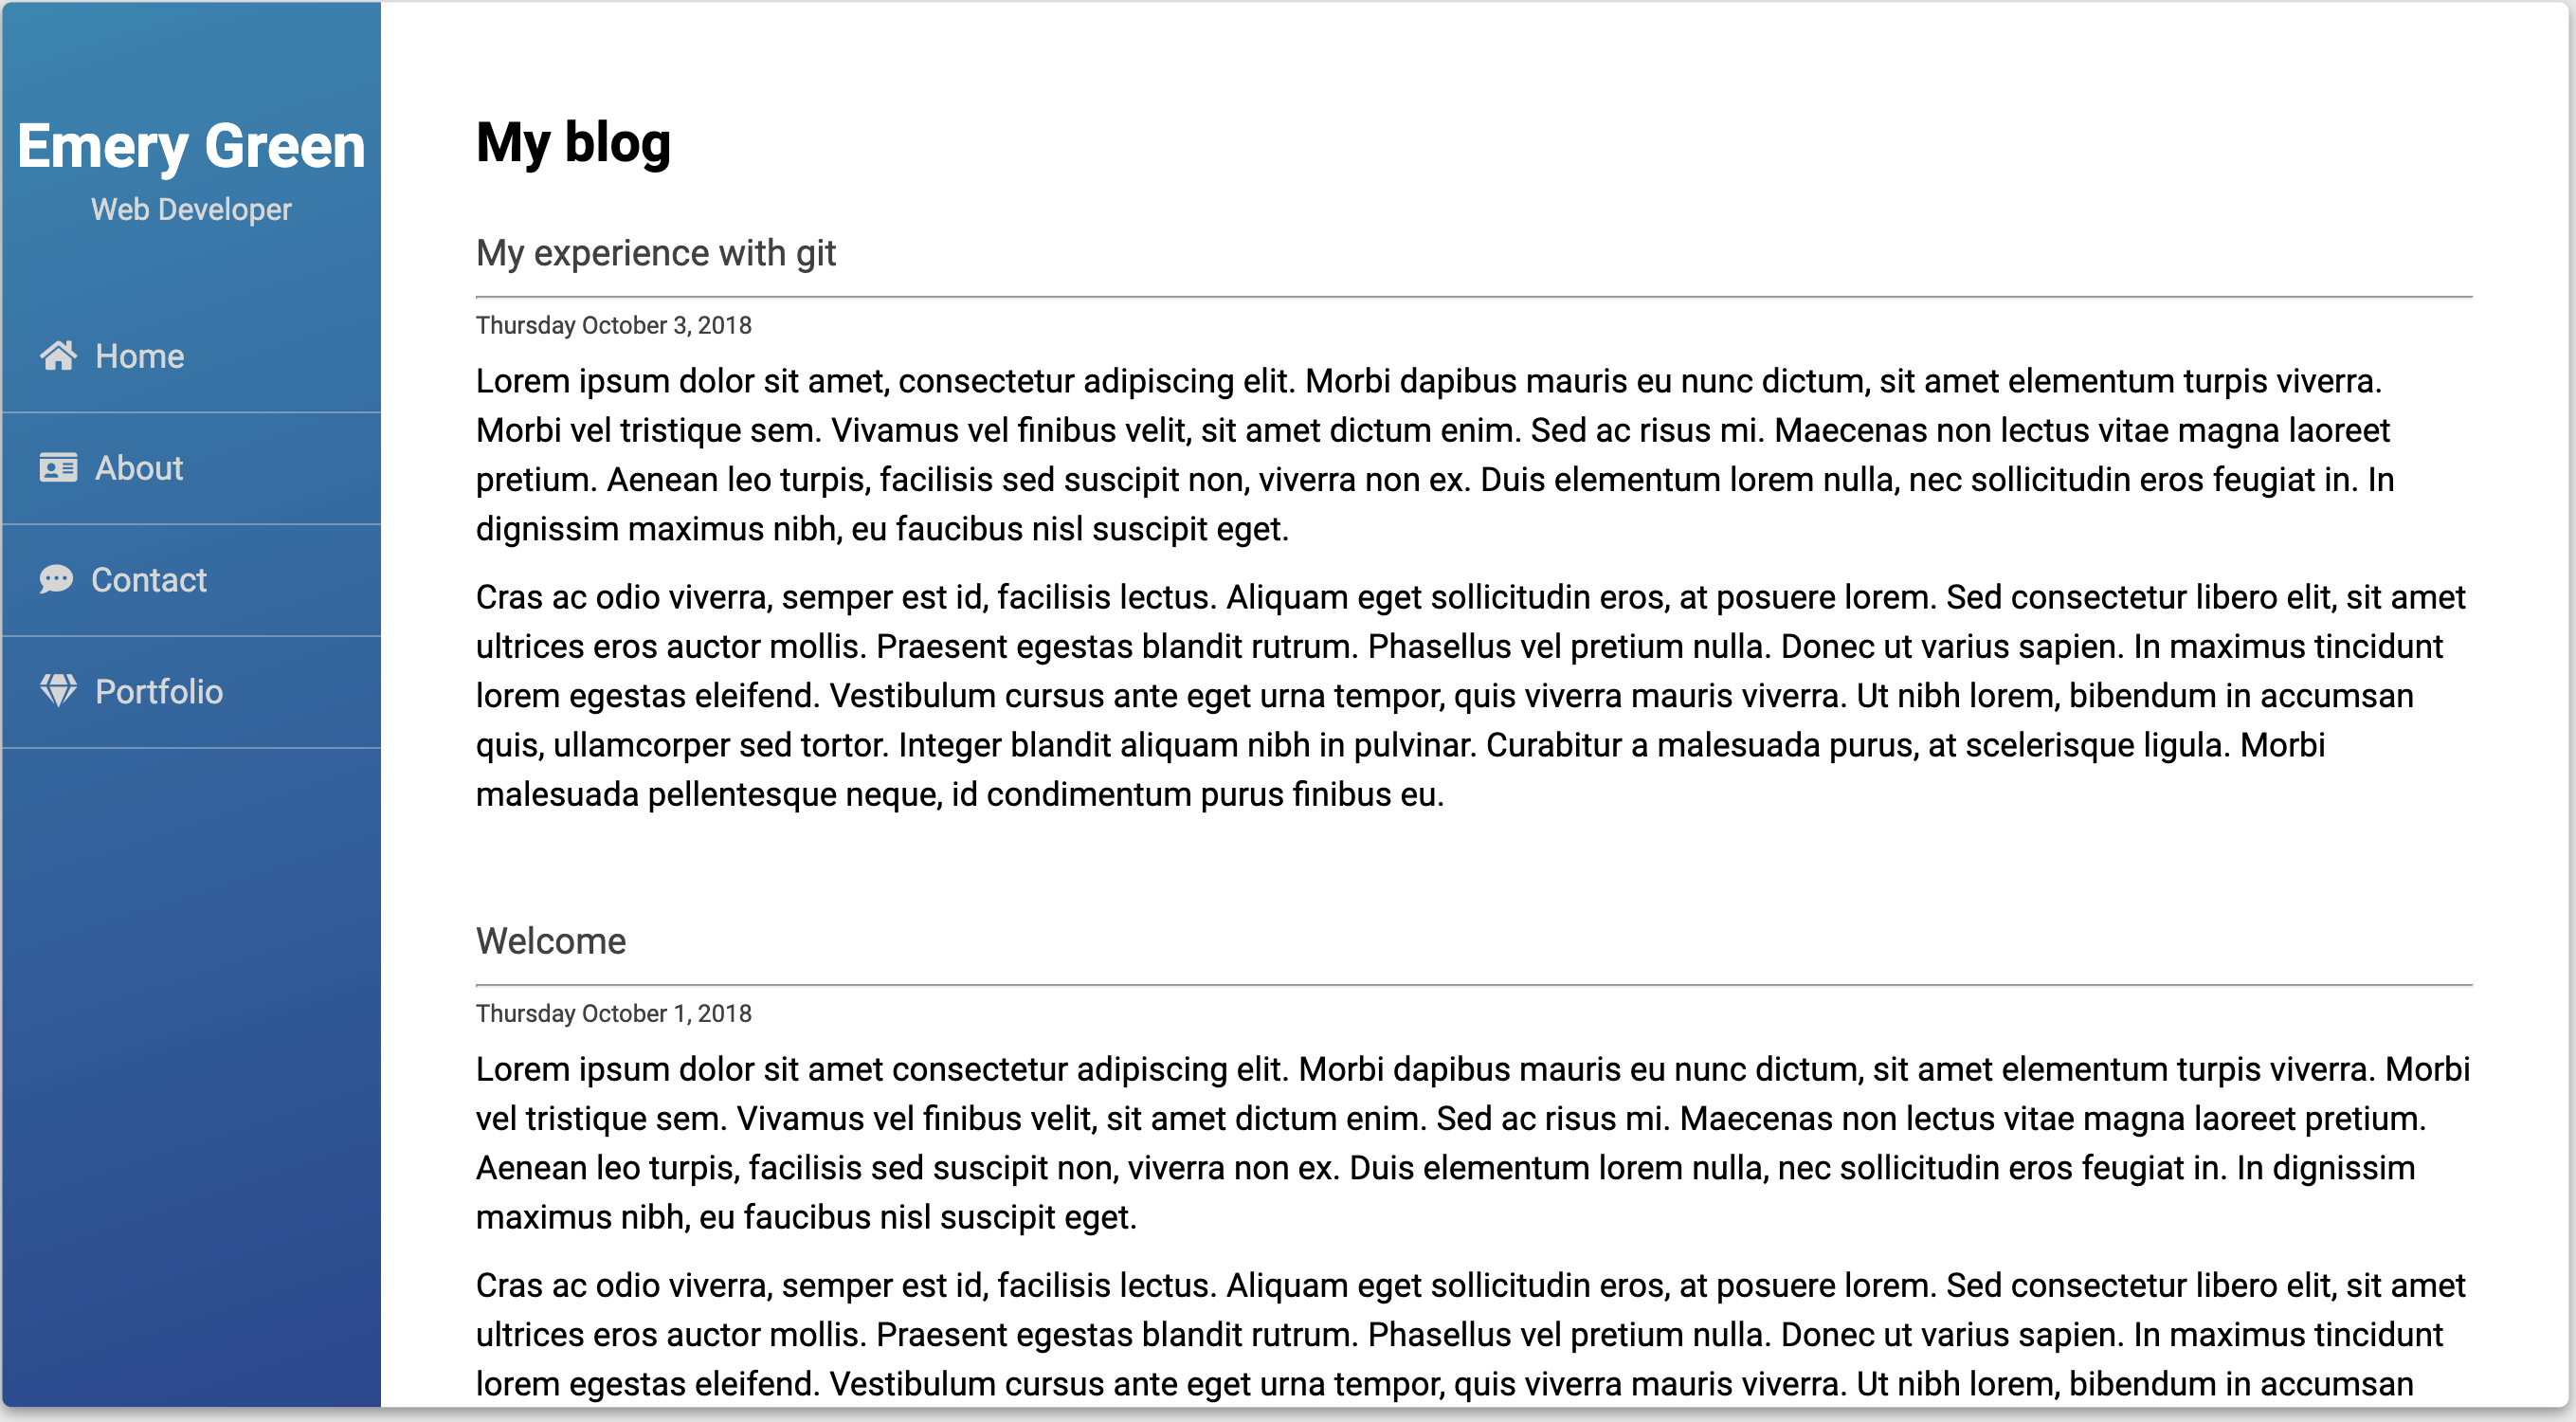 Emery Green
Web Developer
Home
About
Contact
Portfolio
My blog
My experience with git
Thursday October 3, 2018
Lorem ipsum dolor sit amet, consectetur adipiscing elit. Morbi dapibus mauris eu nunc dictum, sit amet elementum turpis viverra.
Morbi vel tristique sem. Vivamus vel finibus velit, sit amet dictum enim. Sed ac risus mi. Maecenas non lectus vitae magna laoreet
pretium. Aenean leo turpis, facilisis sed suscipit non, viverra non ex. Duis elementum lorem nulla, nec sollicitudin eros feugiat in. In
dignissim maximus nibh, eu faucibus nisl suscipit eget.
Cras ac odio viverra, semper est id, facilisis lectus. Aliquam eget sollicitudin eros, at posuere lorem. Sed consectetur libero elit, sit amet
ultrices eros auctor mollis. Praesent egestas blandit rutrum. Phasellus vel pretium nulla. Donec ut varius sapien. In maximus tincidunt
lorem egestas eleifend. Vestibulum cursus ante eget urna tempor, quis viverra mauris viverra. Ut nibh lorem, bibendum in accumsan
quis, ullamcorper sed tortor. Integer blandit aliquam nibh in pulvinar. Curabitur a malesuada purus, at scelerisque ligula. Morbi
malesuada pellentesque neque, id condimentum purus finibus eu.
Welcome
Thursday October 1, 2018
Lorem ipsum dolor sit amet consectetur adipiscing elit. Morbi dapibus mauris eu nunc dictum, sit amet elementum turpis viverra. Morbi
vel tristique sem. Vivamus vel finibus velit, sit amet dictum enim. Sed ac risus mi. Maecenas non lectus vitae magna laoreet pretium.
Aenean leo turpis, facilisis sed suscipit non, viverra non ex. Duis elementum lorem nulla, nec sollicitudin eros feugiat in. In dignissim
maximus nibh, eu faucibus nisl suscipit eget.
Cras ac odio viverra, semper est id, facilisis lectus. Aliquam eget sollicitudin eros, at posuere lorem. Sed consectetur libero elit, sit amet
ultrices eros auctor mollis. Praesent egestas blandit rutrum. Phasellus vel pretium nulla. Donec ut varius sapien. In maximus tincidunt
lorem egestas eleifend. Vestibulum cursus ante eget urna tempor, quis viverra mauris viverra. Ut nibh lorem, bibendum in accumsan